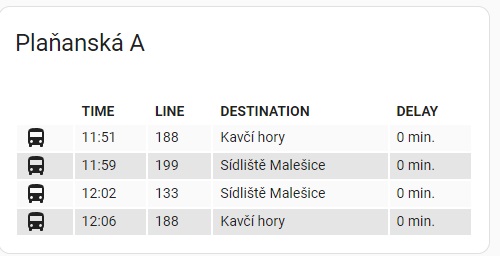 Plaňanská A
TIME LINE DESTINATION DELAY
11:51 188 Kavčí hory 0 min.
11:59 199 Sídliště Malešice 0 min.
12:02 133 Sídliště Malešice 0 min.
12:06 188 Kavčí hory 0 min.